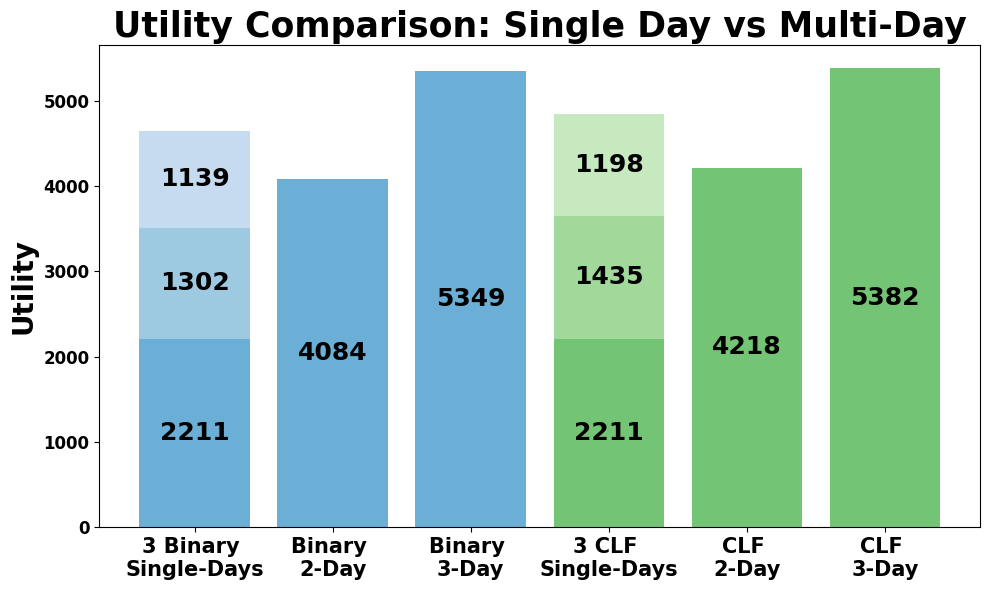 Utility Comparison: Single Day vs Multi-Day
Utility
5000
4000
3000
2000
1000
0
1139
1302
2211
4084
5349
1198
1435
2211
4218
5382
3 Binary
Single-Days
Binary
2-Day
Binary
3-Day
3 CLF
Single-Days
CLF
2-Day
CLF
3-Day